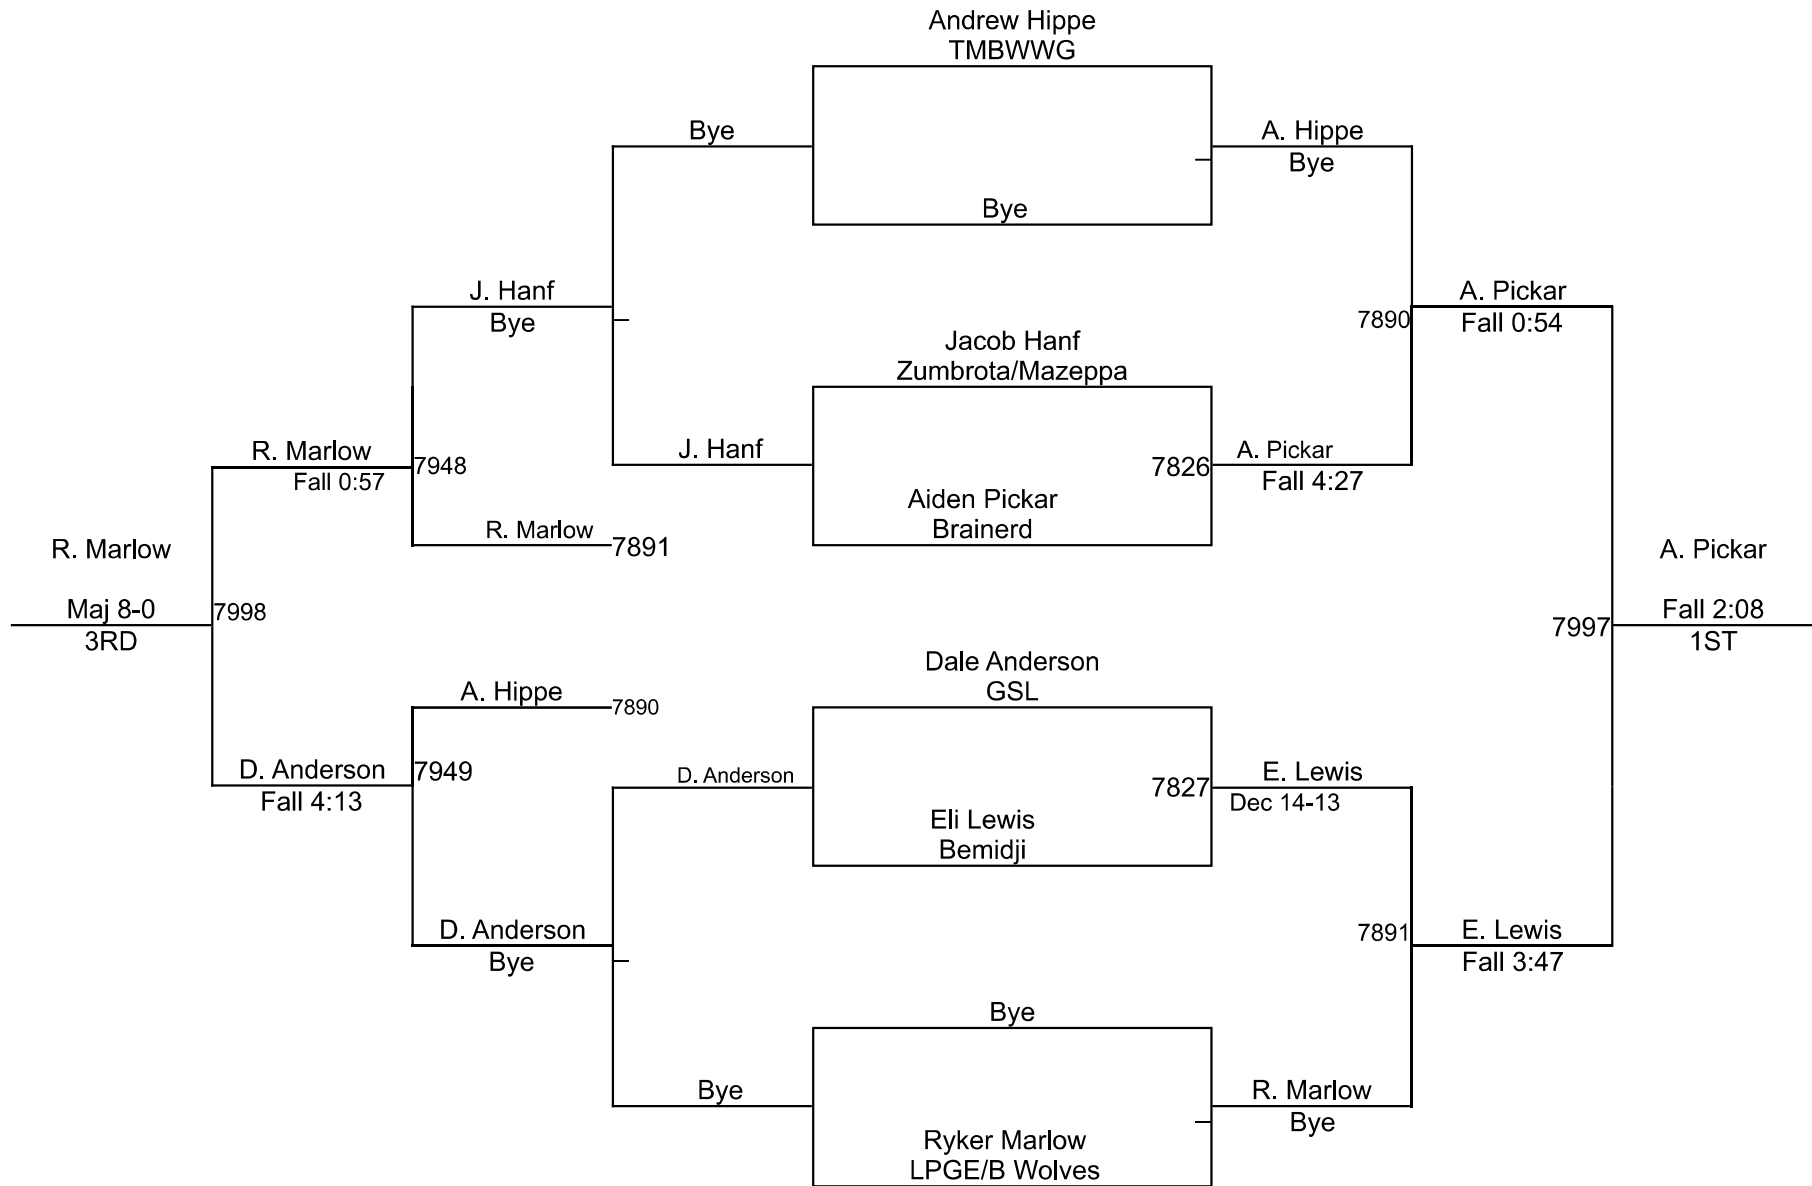 Andrew Hippe
TMBWWG
Bye
A. Hippe
Bye
Bye
J. Hanf
Bye
A. Pickar
Fall 0:54
7890
Jacob Hanf
Zumbrota/Mazeppa
R. Marlow
Fall 0:57
7948
J. Hanf
7826
A. Pickar
Fall 4:27
Aiden Pickar
Brainerd
R. Marlow
7891
R. Marlow
Maj 8-0
3RD
7998
A. Pickar
Fall 2:08
1ST
7997
Dale Anderson
GSL
A. Hippe
7890
D. Anderson
Fall 4:13
7949
D. Anderson
7827
E. Lewis
Dec 14-13
Eli Lewis
Bemidji
D. Anderson
Bye
7891
E. Lewis
Fall 3:47
Bye
Bye
R. Marlow
Bye
Ryker Marlow
LPGE/B Wolves